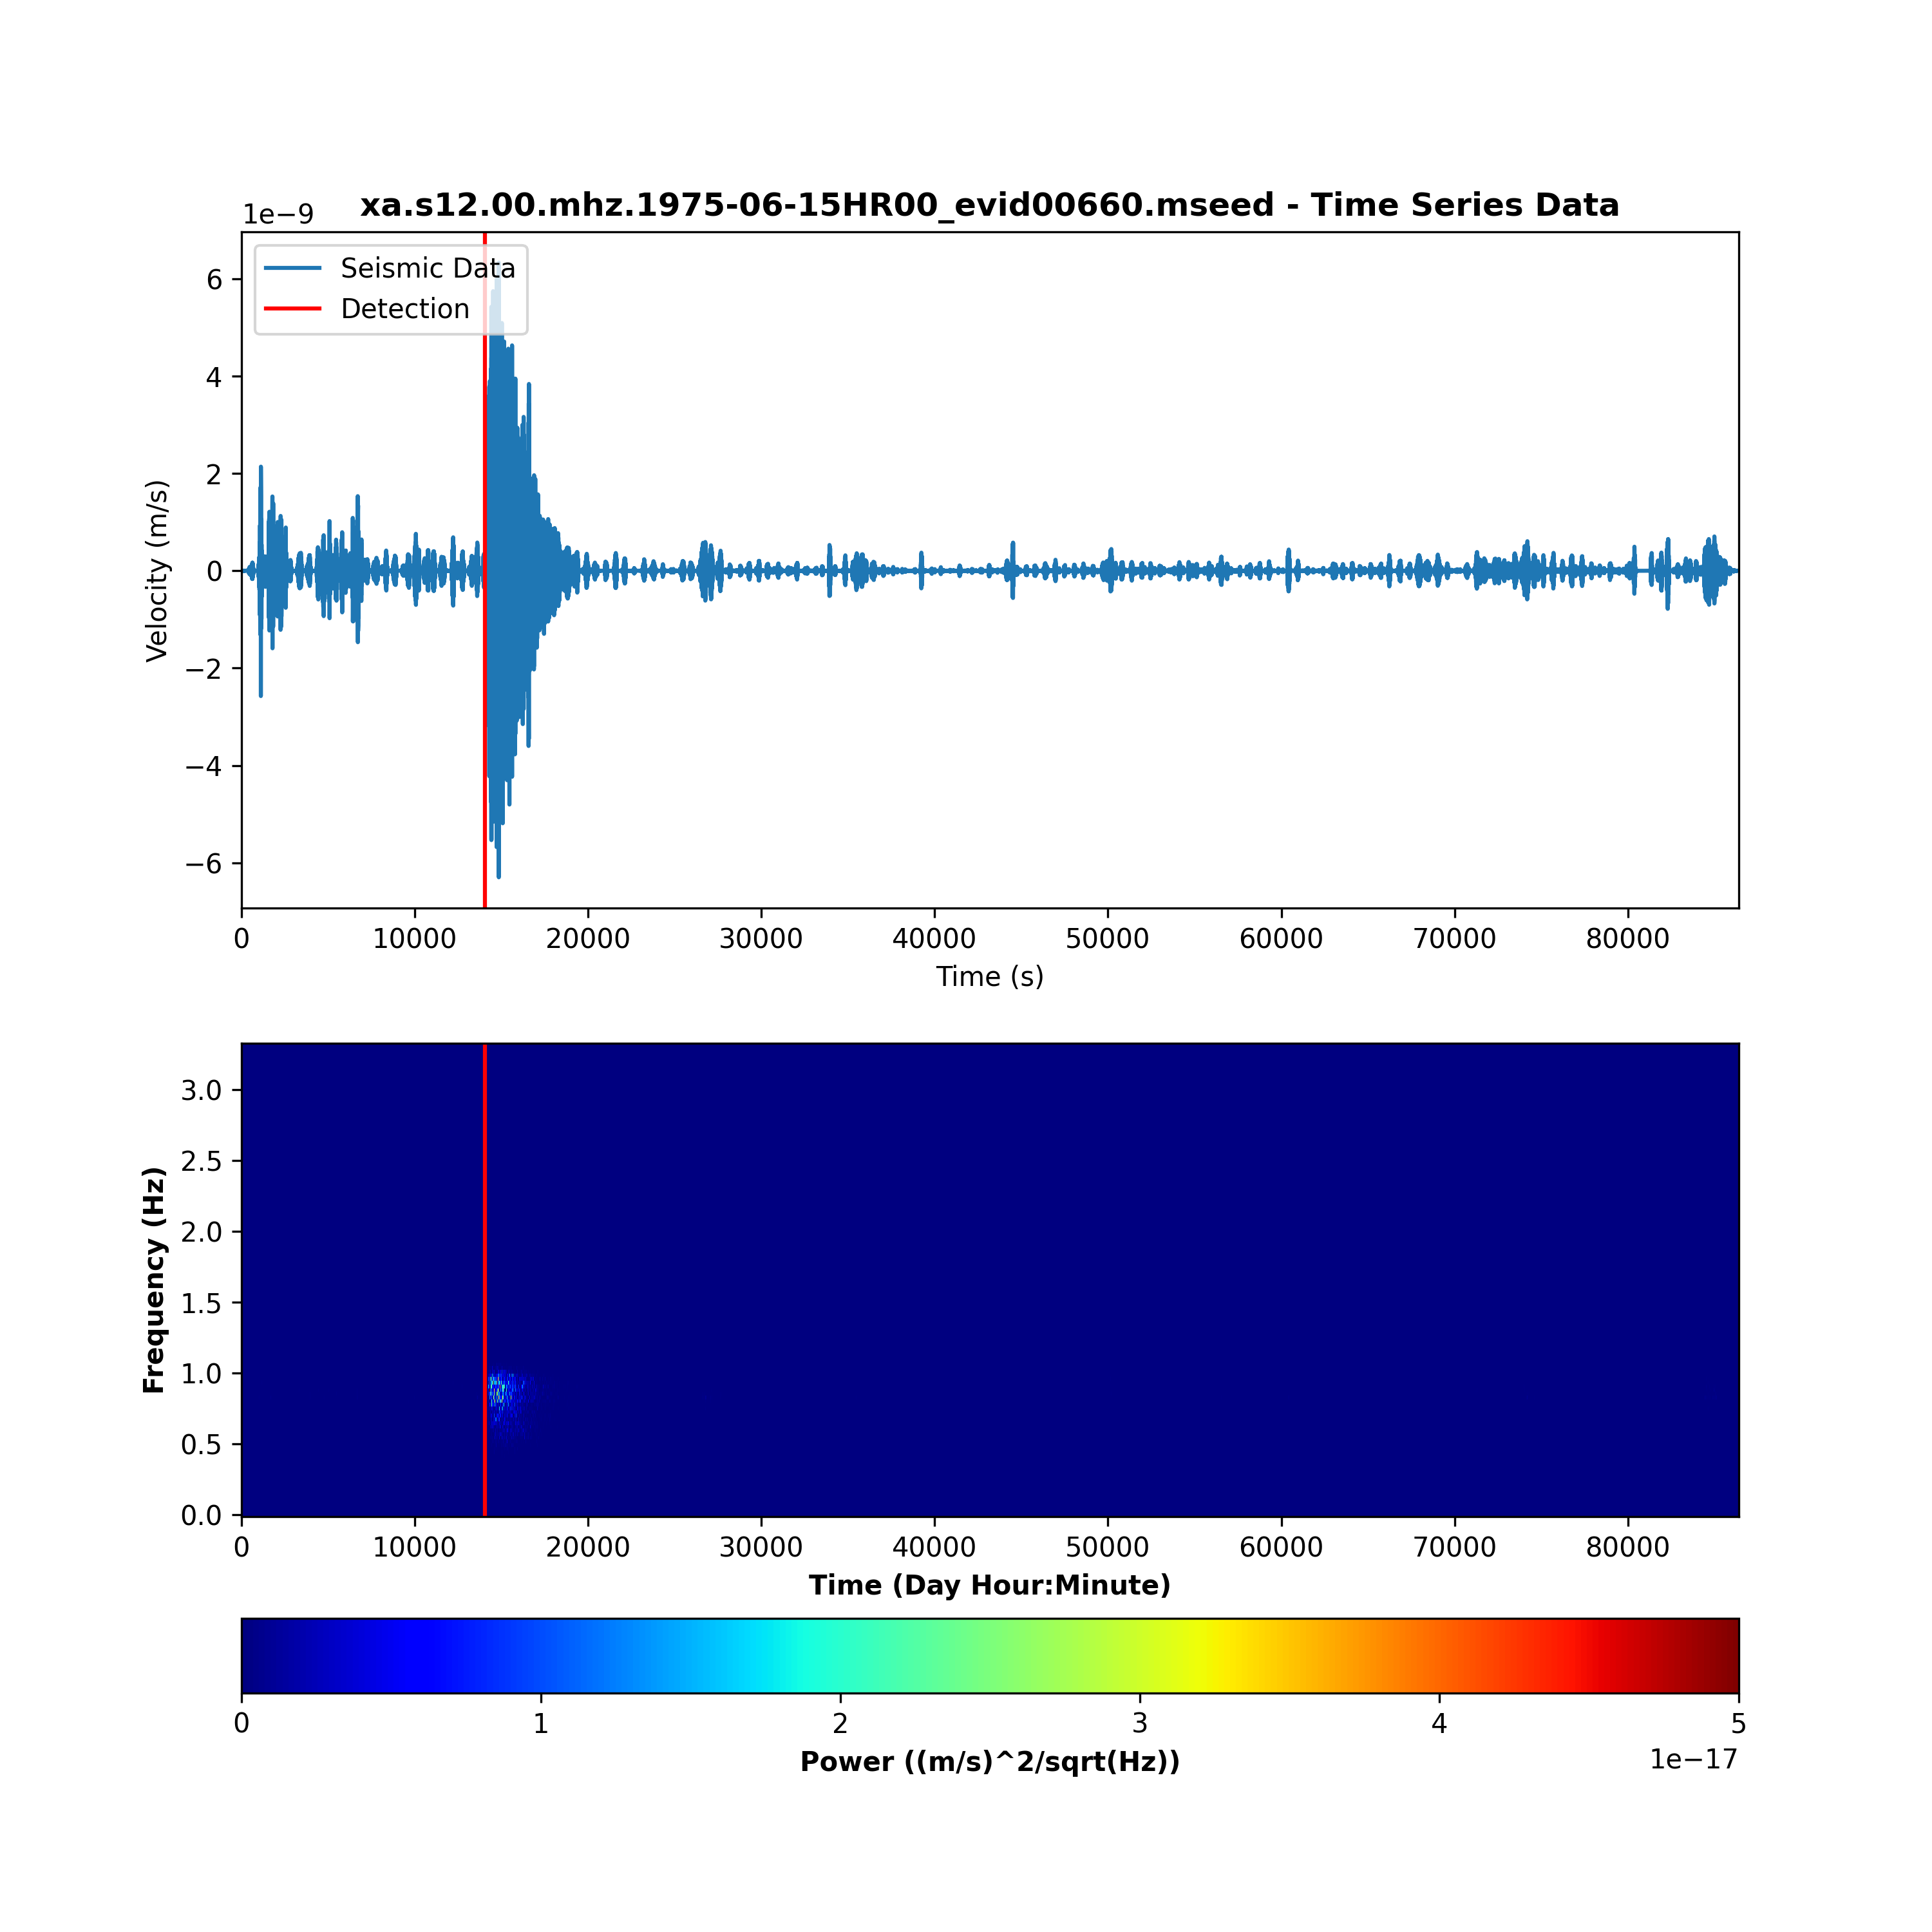 xa.s12.00.mhz.1975-06-15HR00_evid00660.mseed - Time Series Data
1e−9
Seismic Data
Detection
6
4
2
0
−2
−4
−6
Velocity (m/s)
0 10000 20000 30000 40000 50000 60000 70000 80000
Time (s)
3.0
2.5
2.0
1.5
1.0
0.5
0.0
Frequency (Hz)
0 10000 20000 30000 40000 50000 60000 70000 80000
Time (Day Hour:Minute)
0 1 2 3 4 5
Power ((m/s)^2/sqrt(Hz))
1e−17